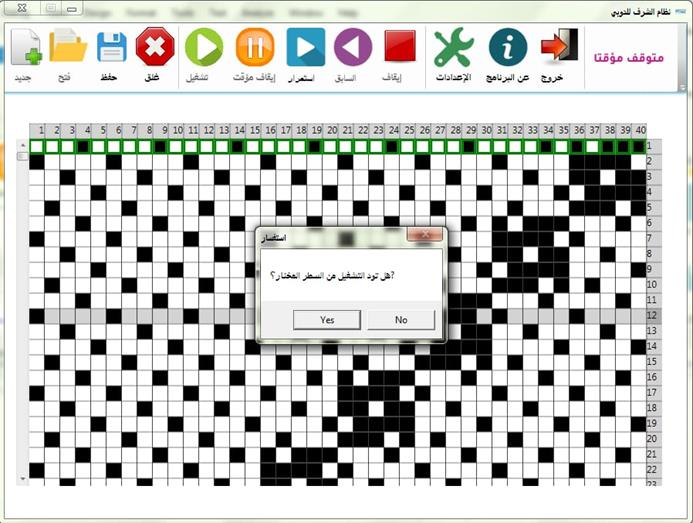 نظام الشرف للدوبي
جديد
فتح
حفظ
غلق
تشغيل
إيقاف مؤقت
استمرار
السابق
إيقاف
الإعدادات
عن البرنامج
خروج
متوقف مؤقتا
1 2 3 4 5 6 7 8 9 10 11 12 13 14 15 16 17 18 19 20 21 22 23 24 25 26 27 28 29 30 31 32 33 34 35 36 37 38 39 40
1
2
3
4
5
6
7
8
9
10
11
12
13
14
15
16
17
18
19
20
21
22
23
استفسار
هل تود التشغيل من السطر المختار؟?
Yes
No